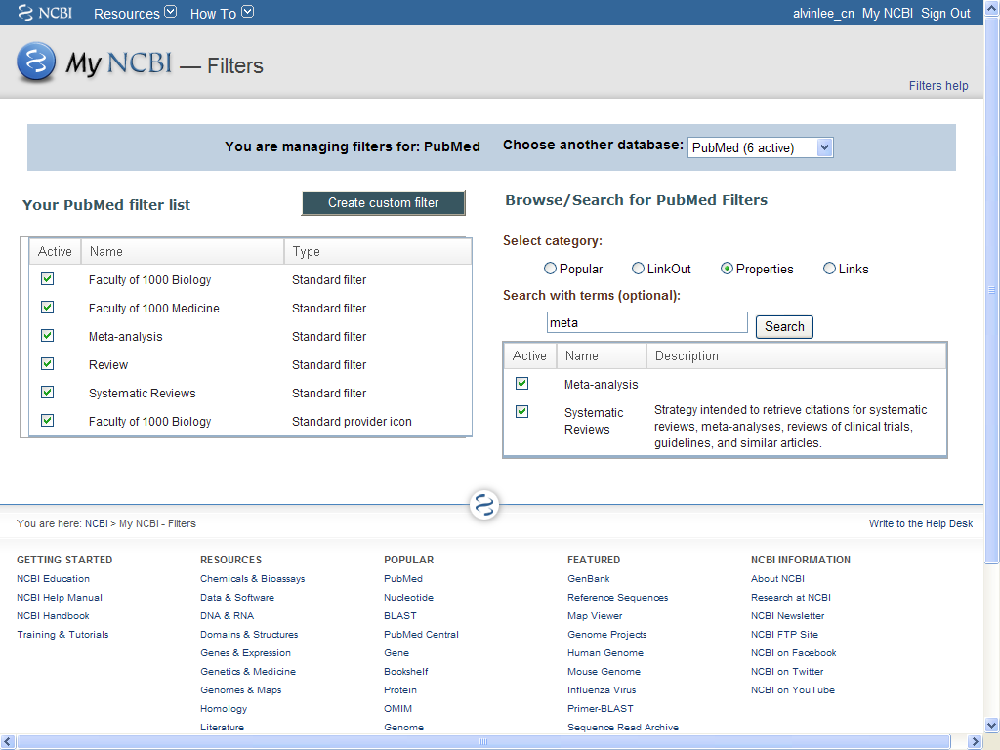 NCBI Resources How To alvinlee_cn My NCBI Sign Out
My NCBI — Filters
Filters help
You are managing filters for: PubMed Choose another database: PubMed (6 active)
Your PubMed filter list Create custom filter
Browse/Search for PubMed Filters
Select category:
Popular LinkOut Properties Links
Search with terms (optional):
meta Search
Active Name Type
Faculty of 1000 Biology Standard filter
Faculty of 1000 Medicine Standard filter
Meta-analysis Standard filter
Review Standard filter
Systematic Reviews Standard filter
Faculty of 1000 Biology Standard provider icon
Active Name Description
Meta-analysis
Systematic Reviews Strategy intended to retrieve citations for systematic
reviews, meta-analyses, reviews of clinical trials,
guidelines, and similar articles.
You are here: NCBI > My NCBI - Filters Write to the Help Desk
GETTING STARTED
NCBI Education
NCBI Help Manual
NCBI Handbook
Training & Tutorials
RESOURCES
Chemicals & Bioassays
Data & Software
DNA & RNA
Domains & Structures
Genes & Expression
Genetics & Medicine
Genomes & Maps
Homology
Literature
POPULAR
PubMed
Nucleotide
BLAST
PubMed Central
Gene
Bookshelf
Protein
OMIM
Genome
FEATURED
GenBank
Reference Sequences
Map Viewer
Genome Projects
Human Genome
Mouse Genome
Influenza Virus
Primer-BLAST
Sequence Read Archive
NCBI INFORMATION
About NCBI
Research at NCBI
NCBI Newsletter
NCBI FTP Site
NCBI on Facebook
NCBI on Twitter
NCBI on YouTube